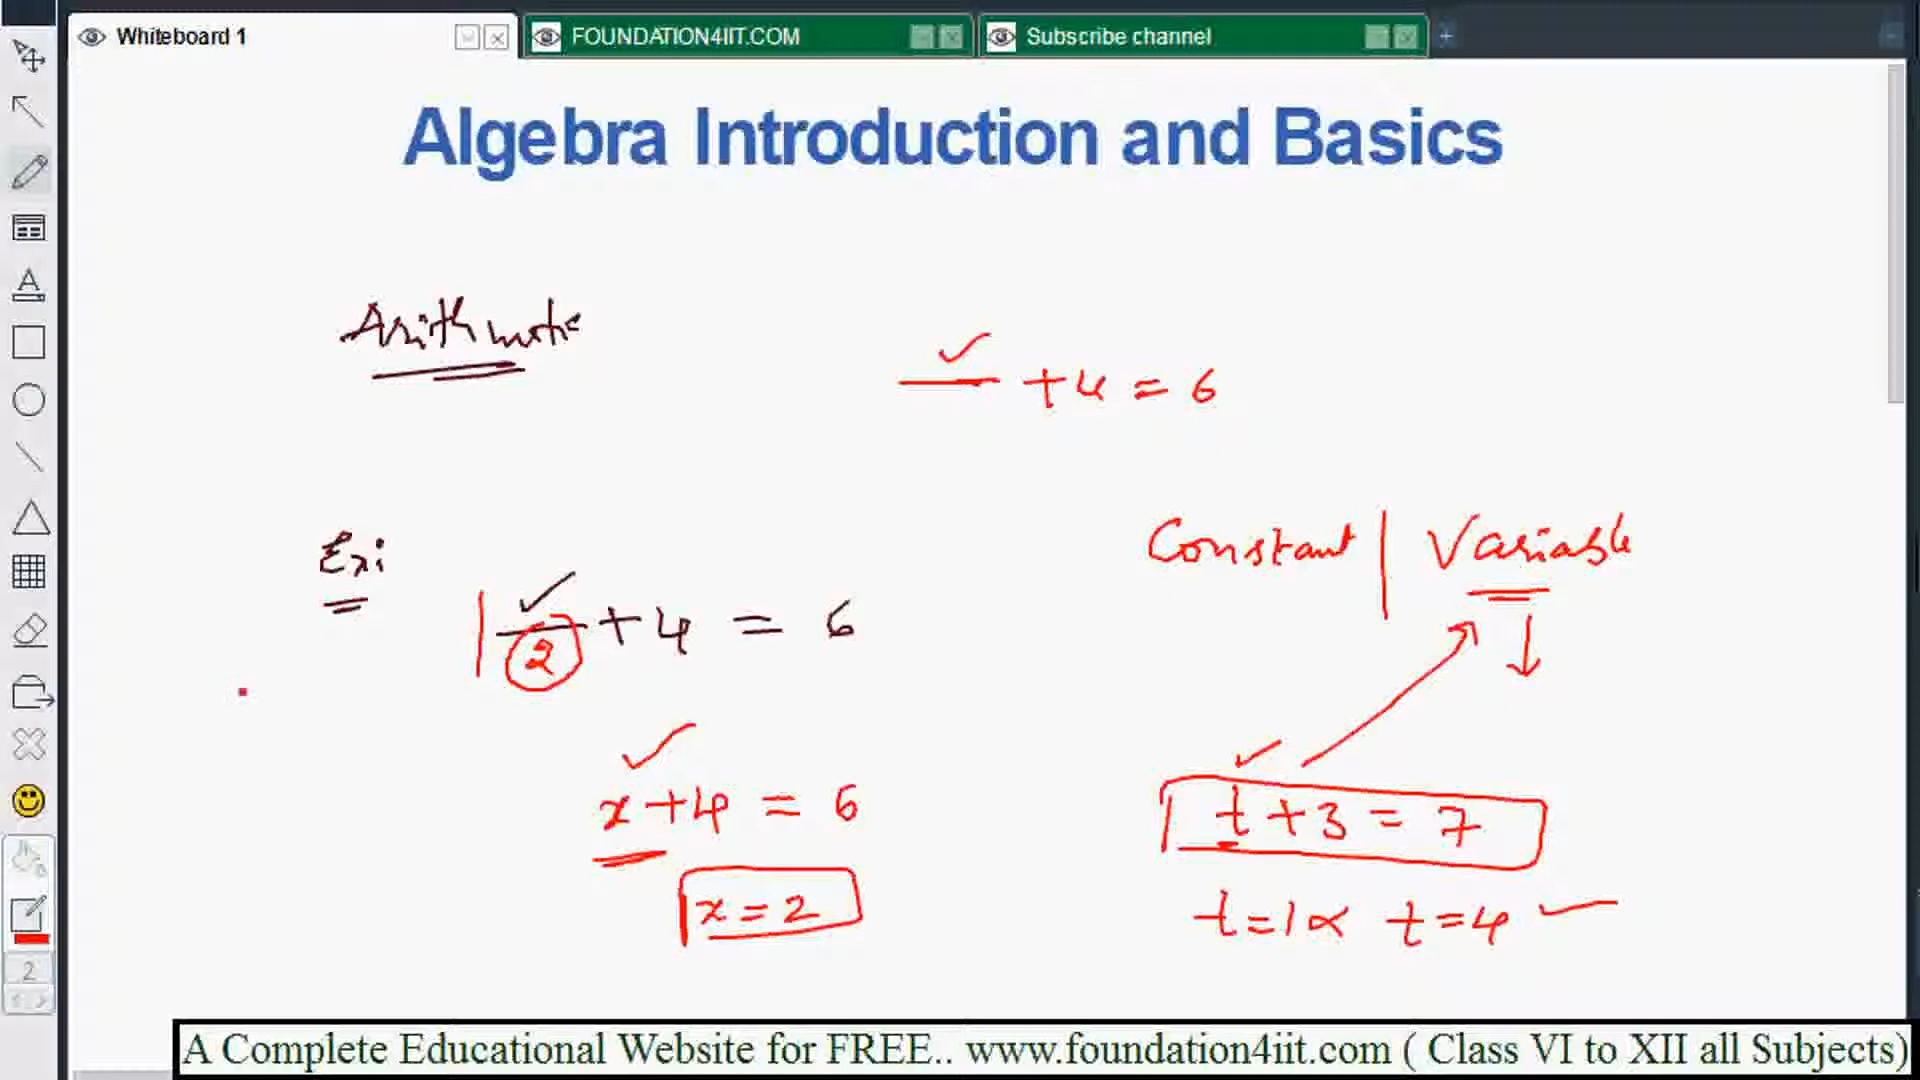 Whiteboard 1
FOUNDATION4IIT.COM
Subscribe channel
Algebra Introduction and Basics
Arithmetic
+4 = 6
Ex:
Constant | Variable
2 +4 = 6
x+4 = 6
t+3 = 7
x=2
t=1 × t=4 ✓
2
A Complete Educational Website for FREE.. www.foundation4iit.com ( Class VI to XII all Subjects)